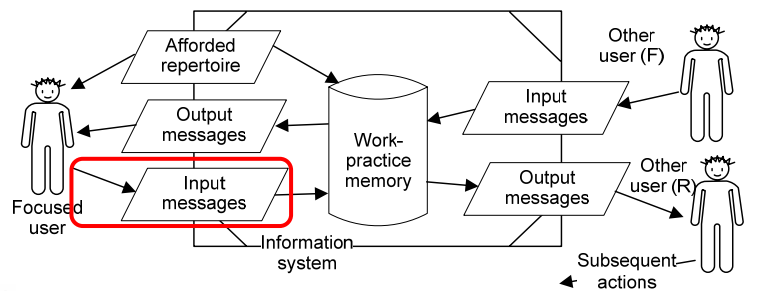 Afforded
repertoire
Other
user (F)
Output
messages
Input
messages
Work-
practice
memory
Input
messages
Output
messages
Other
user (R)
Focused
user
Information
system
Subsequent
actions